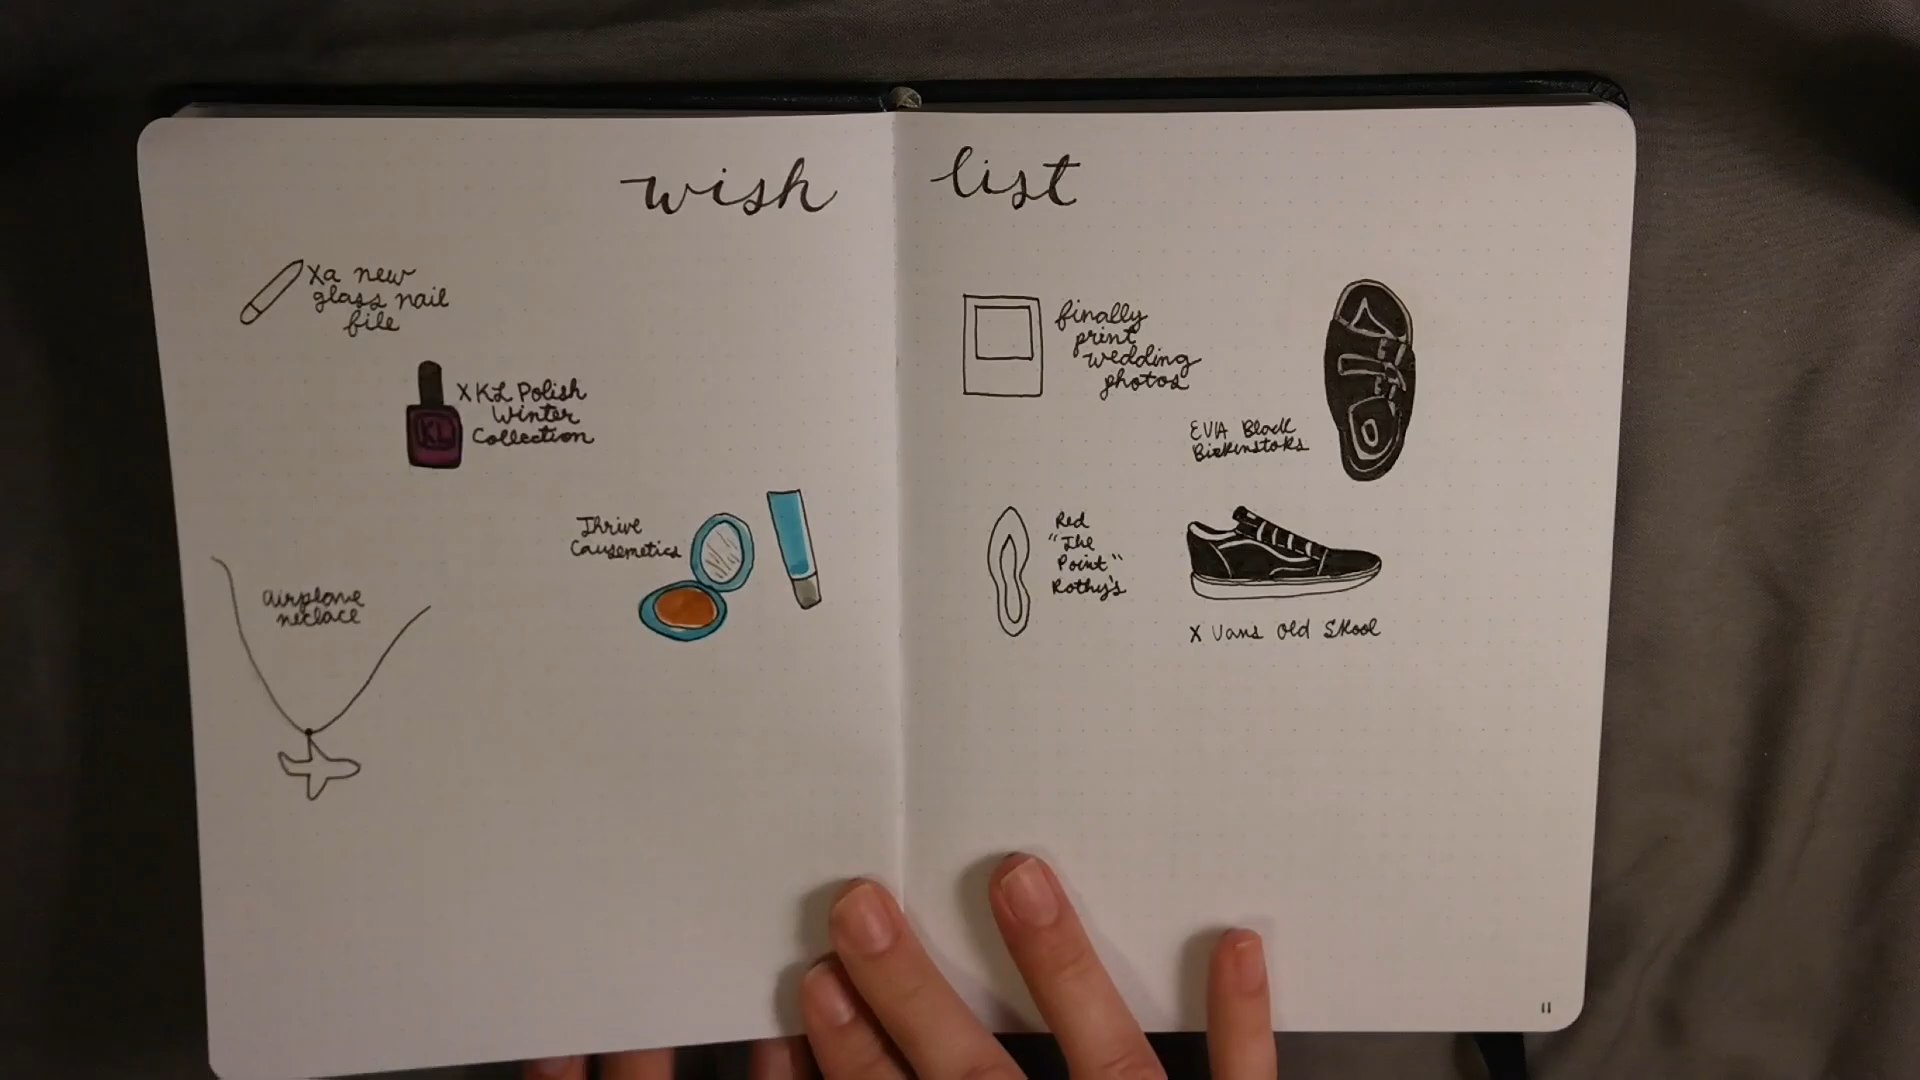 wish list
Xa new
glass nail
file
KL
X KL Polish
Winter
Collection
Thrive
Causemetics
airplane
necklace
finally
print
wedding
photos
EVA Black
Birkenstoks
Red
"The
Point"
Rothy's
X Vans Old Skool
11